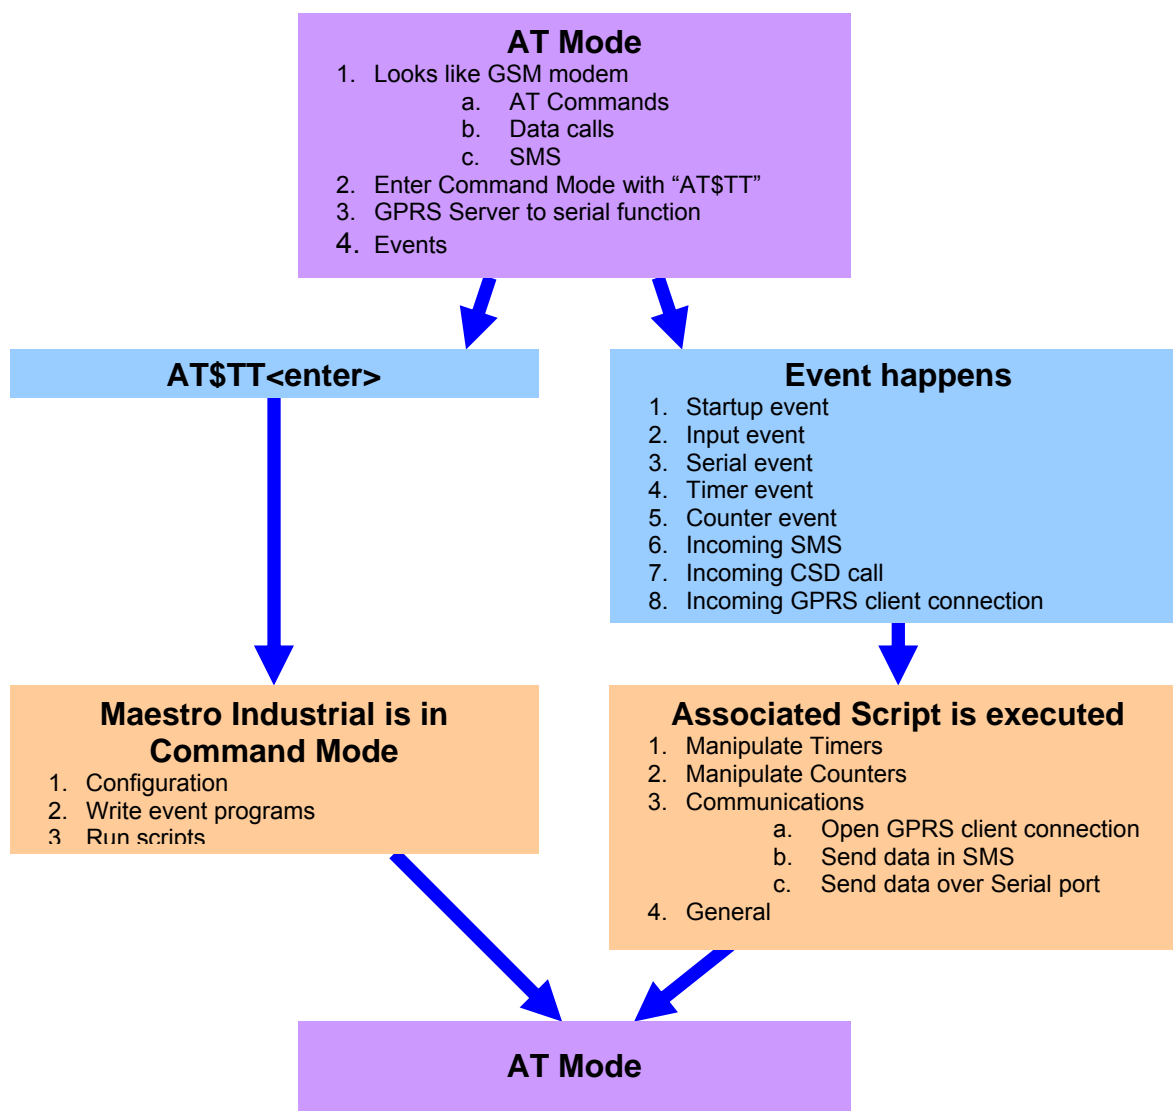 AT Mode
1. Looks like GSM modem
a. AT Commands
b. Data calls
c. SMS
2. Enter Command Mode with “AT$TT”
3. GPRS Server to serial function
4. Events
AT$TT<enter>
Event happens
1. Startup event
2. Input event
3. Serial event
4. Timer event
5. Counter event
6. Incoming SMS
7. Incoming CSD call
8. Incoming GPRS client connection
Maestro Industrial is in
Command Mode
1. Configuration
2. Write event programs
3 Run scripts
Associated Script is executed
1. Manipulate Timers
2. Manipulate Counters
3. Communications
a. Open GPRS client connection
b. Send data in SMS
c. Send data over Serial port
4. General
AT Mode